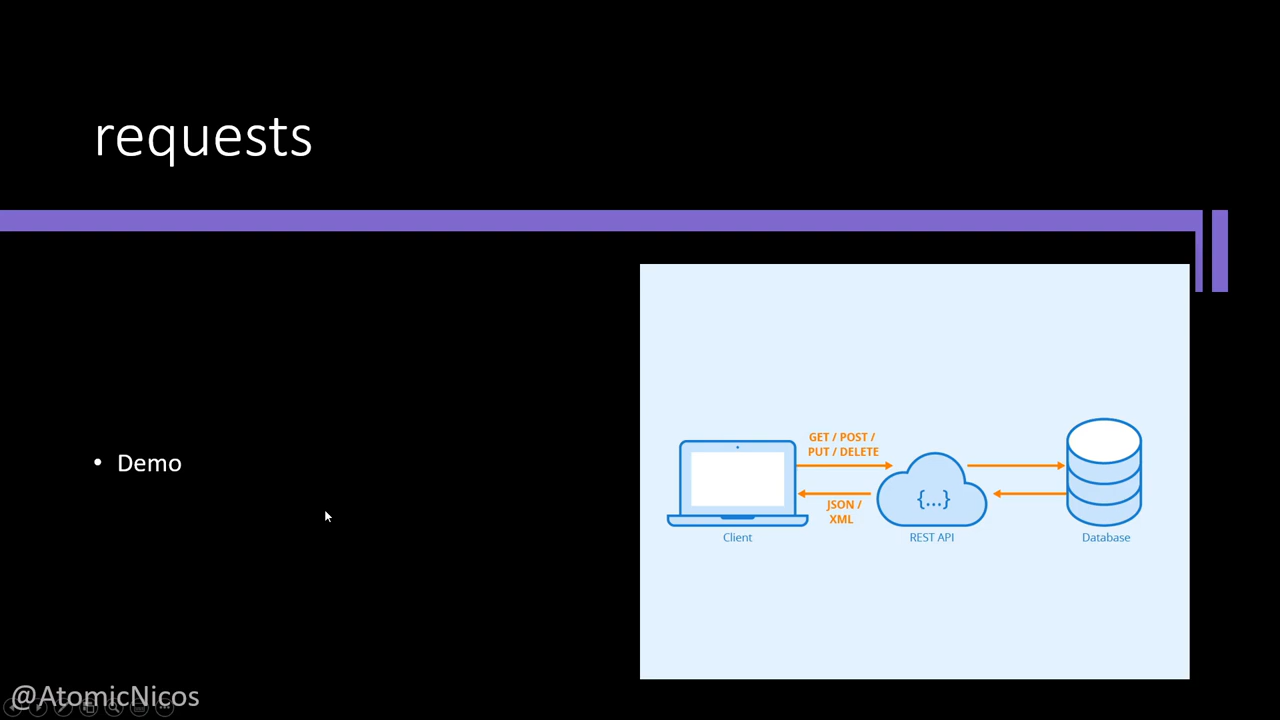 requests
• Demo
GET / POST /
PUT / DELETE
{...}
JSON /
XML
Client
REST API
Database
@AtomicNicos